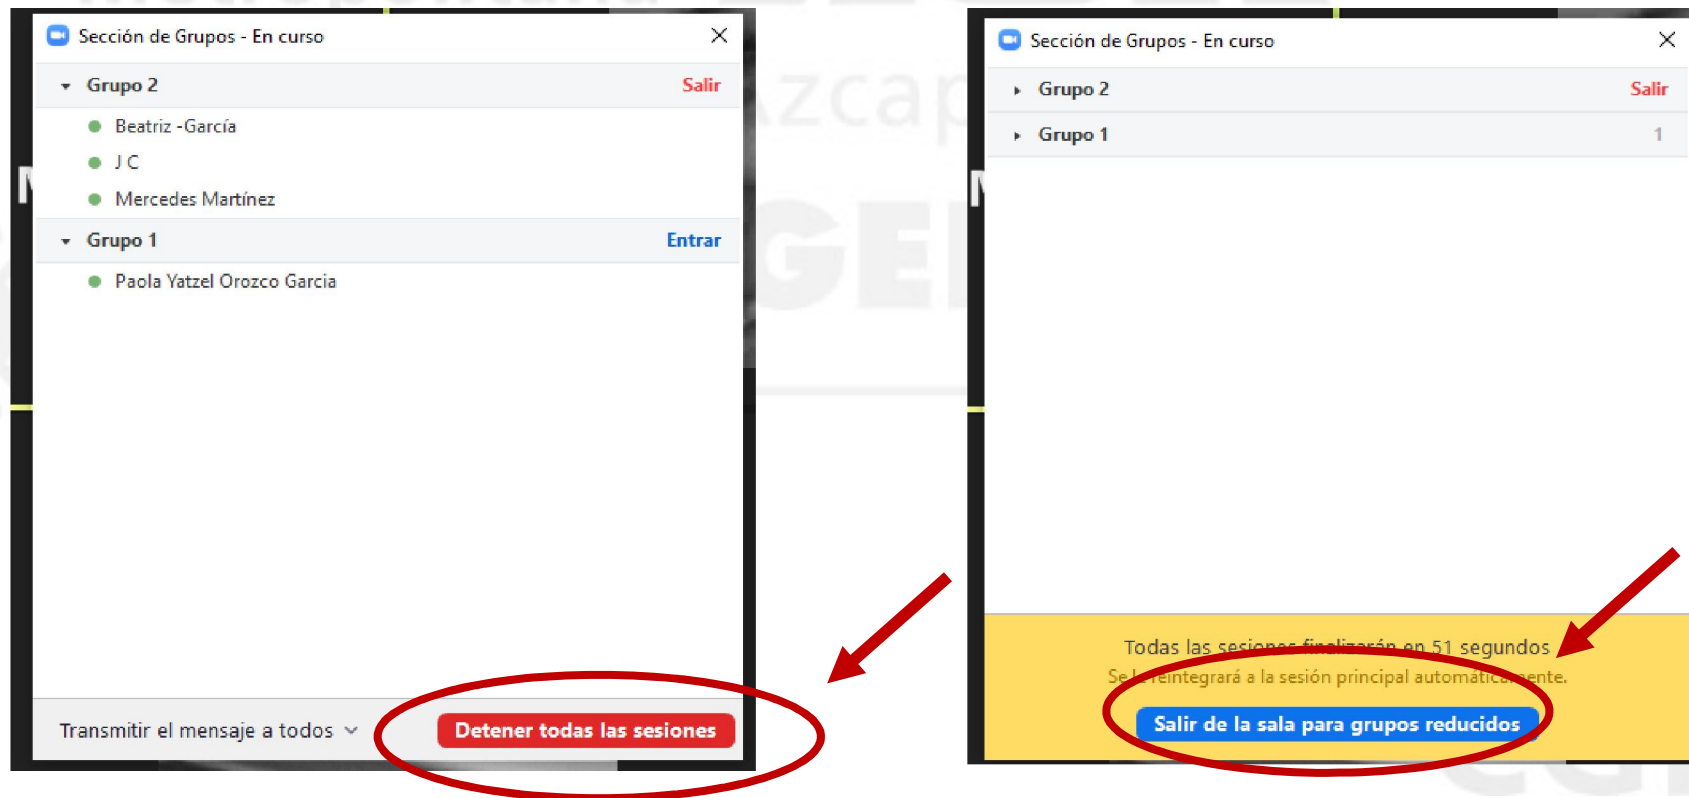 Sección de Grupos - En curso
Grupo 2 Salir
Beatriz -García
J C
Mercedes Martínez
Grupo 1 Entrar
Paola Yatzel Orozco Garcia
Transmitir el mensaje a todos
Detener todas las sesiones
Sección de Grupos - En curso
Grupo 2 Salir
Grupo 1 1
Todas las sesiones finalizarán en 51 segundos
Se le reintegrará a la sesión principal automáticamente.
Salir de la sala para grupos reducidos